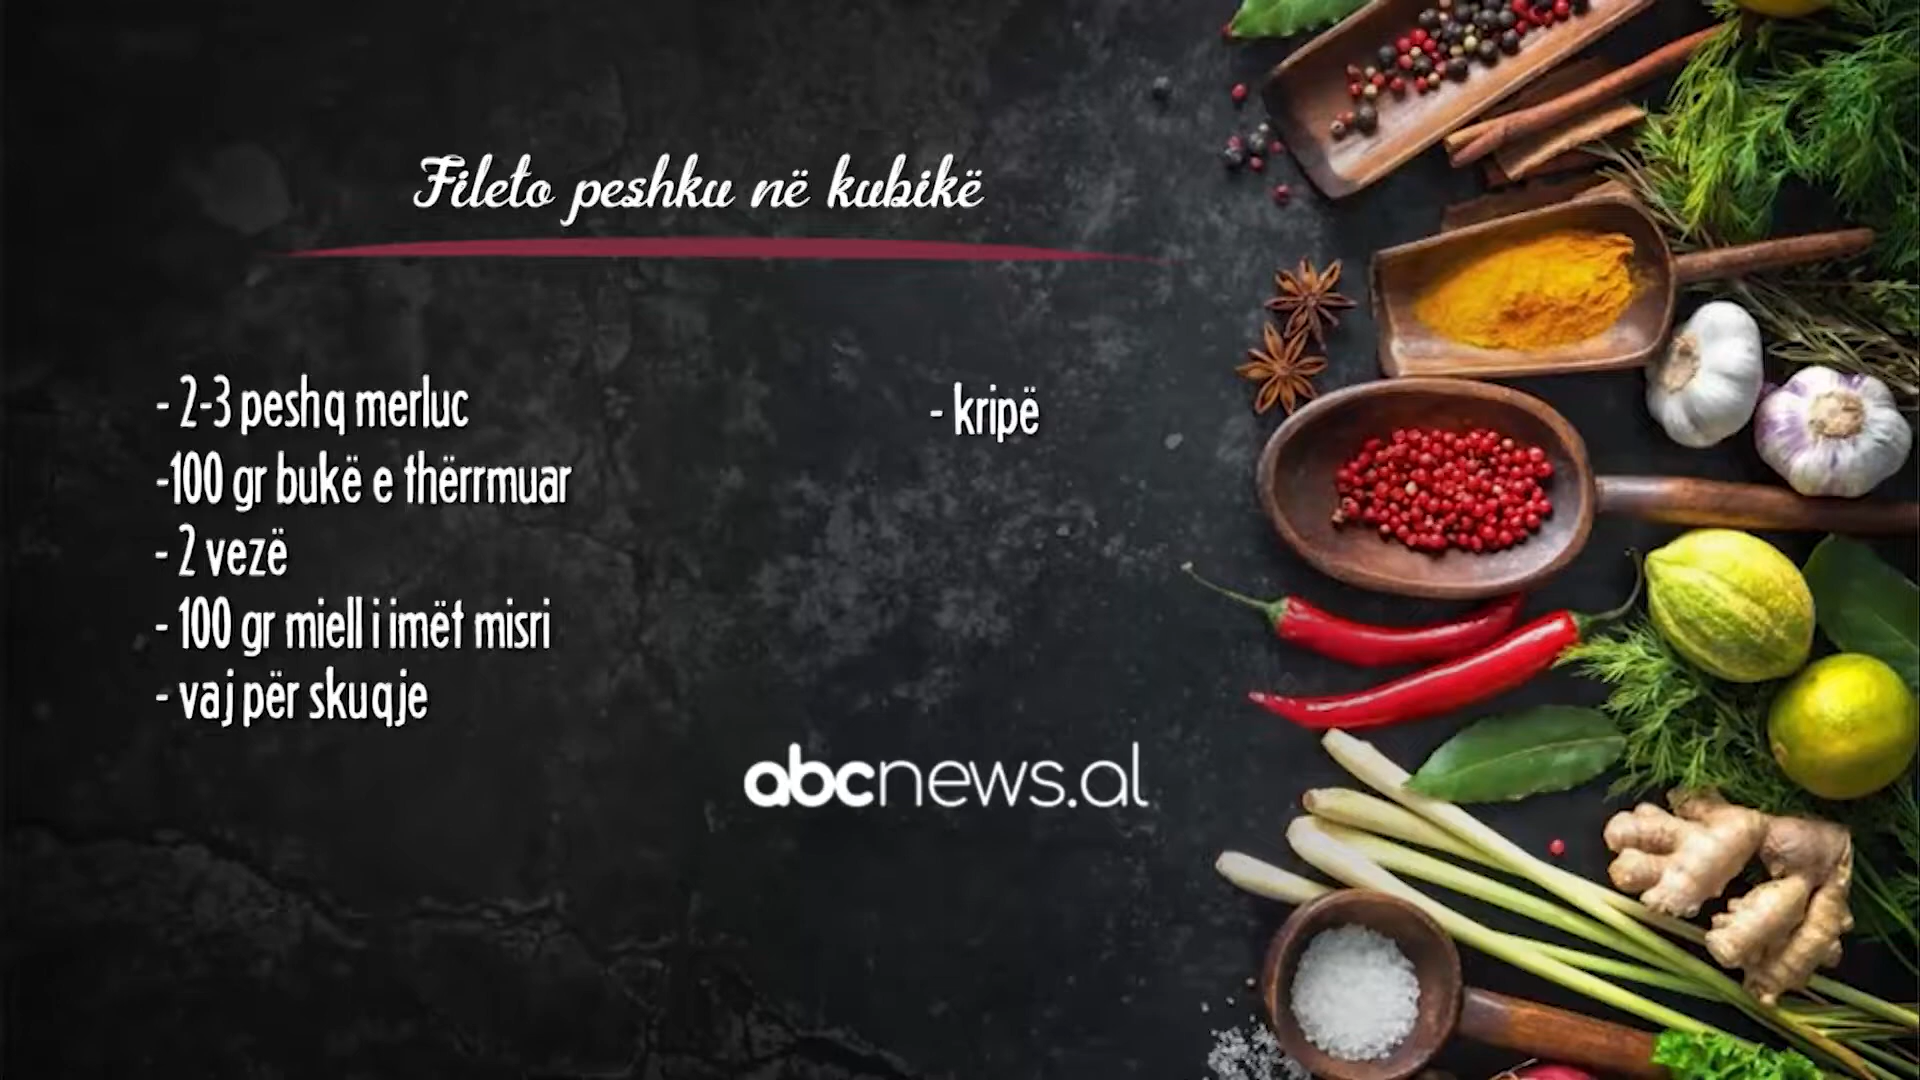 Fileto peshku në kubikë
- 2-3 peshq merluc
-100 gr bukë e thërrmuar
- 2 vezë
- 100 gr miell i imët misri
- vaj për skuqje
- kripë
abcnews.al